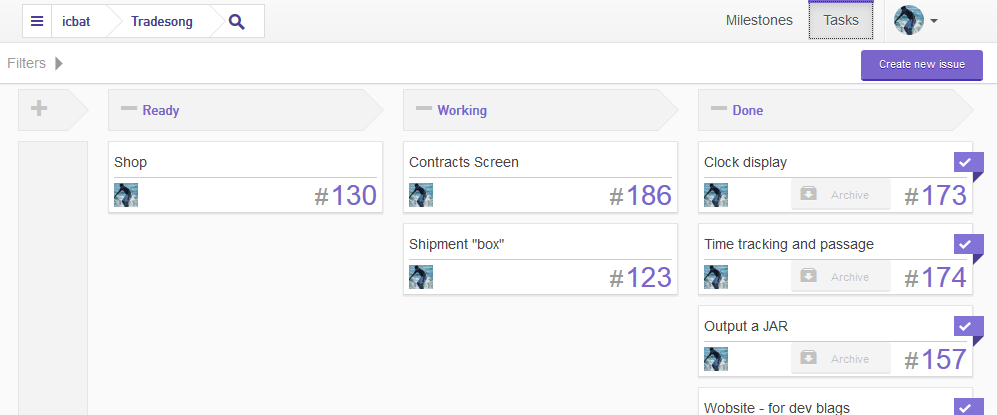 icbat Tradesong Milestones Tasks
Filters Create new issue
Ready Working Done
Shop
#130
Contracts Screen
#186
Shipment "box"
#123
Clock display
Archive #173
Time tracking and passage
Archive #174
Output a JAR
Archive #157
Wobsite - for dev blags